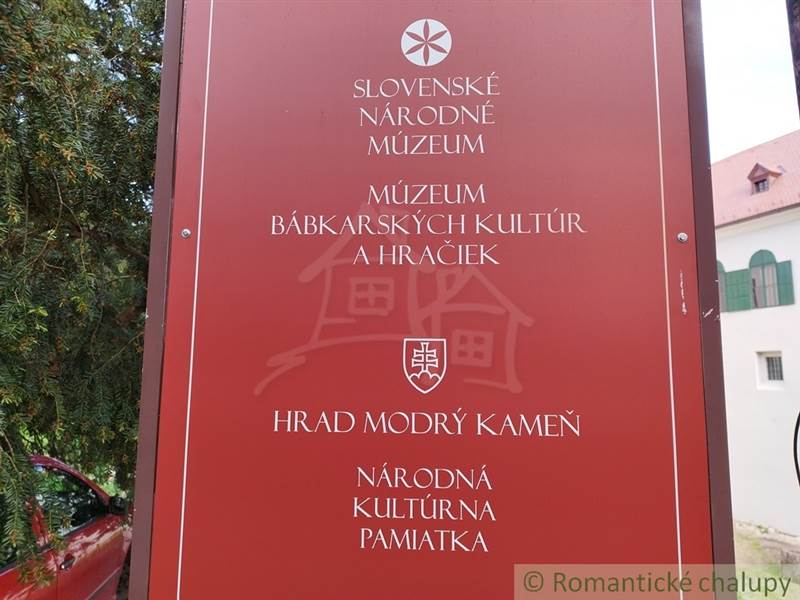 SLOVENSKÉ
NÁRODNÉ
MÚZEUM
MÚZEUM
BÁBKARSKÝCH KULTÚR
A HRAČIEK
HRAD MODRÝ KAMEŇ
NÁRODNÁ
KULTÚRNA
PAMIATKA
© Romantické chalupy